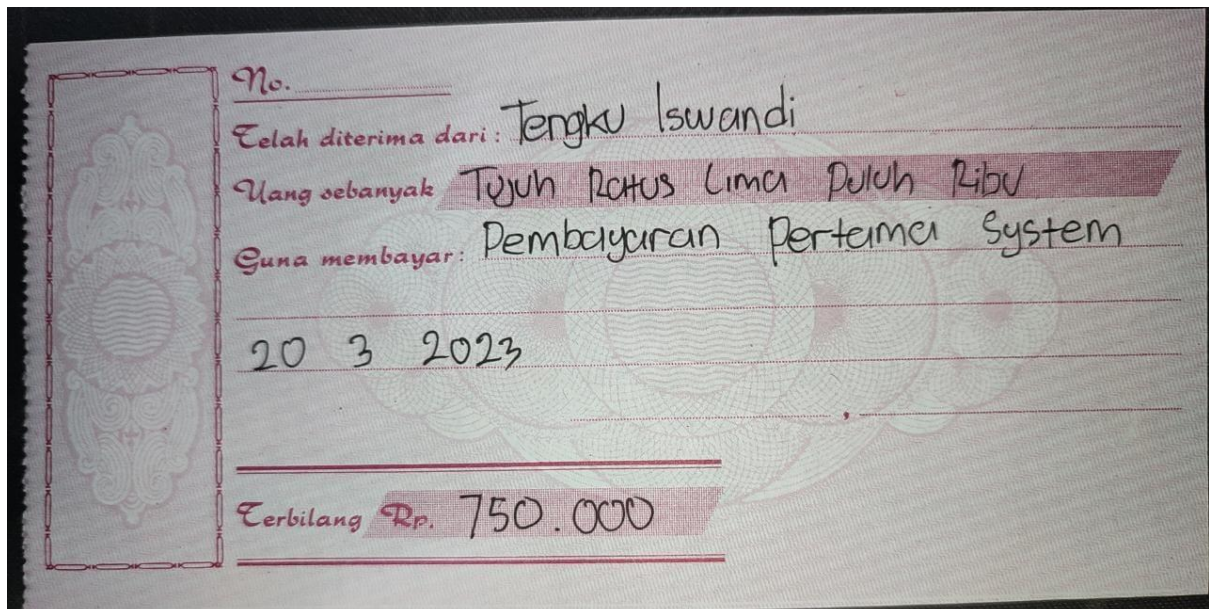 No.
Telah diterima dari: Tengku Iswandi
Uang sebanyak Tujuh Ratus Lima Puluh Ribu
Guna membayar: Pembayaran Pertama System
20 3 2023
,
Terbilang Rp. 750.000